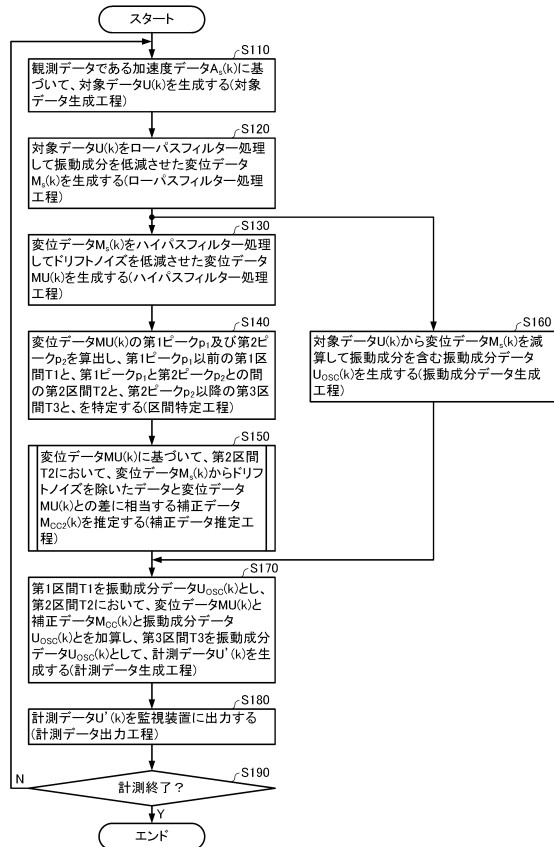 スタート
S110
観測データである加速度データAs(k)に基
づいて、対象データU(k)を生成する(対象
データ生成工程)
S120
対象データU(k)をローパスフィルター処理
して振動成分を低減させた変位データ
Ms(k)を生成する(ローパスフィルター処理
工程)
S130
変位データMs(k)をハイパスフィルター処理
してドリフトノイズを低減させた変位データ
MU(k)を生成する(ハイパスフィルター処理
工程)
S140
変位データMU(k)の第1ピークp1及び第2ピ
ークp2を算出し、第1ピークp1以前の第1区
間T1と、第1ピークp1と第2ピークp2との間
の第2区間T2と、第2ピークp2以降の第3区
間T3と、を特定する(区間特定工程)
S160
対象データU(k)から変位データMs(k)を減
算して振動成分を含む振動成分データ
UOSC(k)を生成する(振動成分データ生成
工程)
S150
変位データMU(k)に基づいて、第2区間
T2において、変位データMs(k)からドリフ
トノイズを除いたデータと変位データ
MU(k)との差に相当する補正データ
MCC2(k)を推定する(補正データ推定工
程)
S170
第1区間T1を振動成分データUOSC(k)とし、
第2区間T2において、変位データMU(k)と
補正データMCC(k)と振動成分データ
UOSC(k)とを加算し、第3区間T3を振動成分
データUOSC(k)として、計測データU'(k)を生
成する(計測データ生成工程)
S180
計測データU'(k)を監視装置に出力する
(計測データ出力工程)
S190
N
計測終了?
Y
エンド